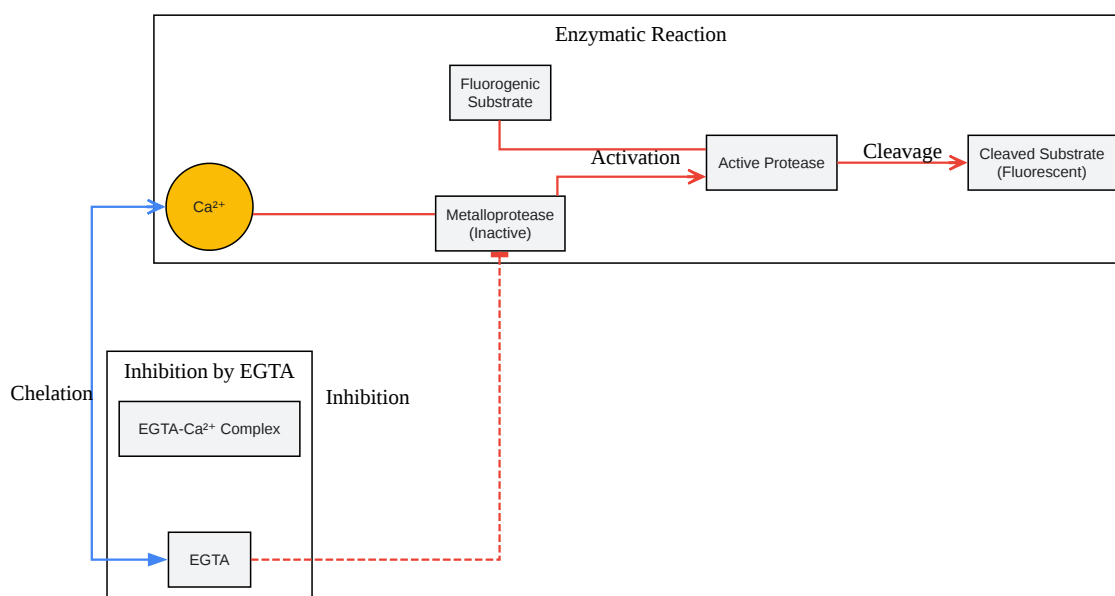 Enzymatic Reaction
Fluorogenic
Substrate
Activation
Active Protease
Cleavage
Cleaved Substrate
(Fluorescent)
Ca²⁺
Metalloprotease
(Inactive)
Inhibition by EGTA
Chelation
Inhibition
EGTA-Ca²⁺ Complex
EGTA